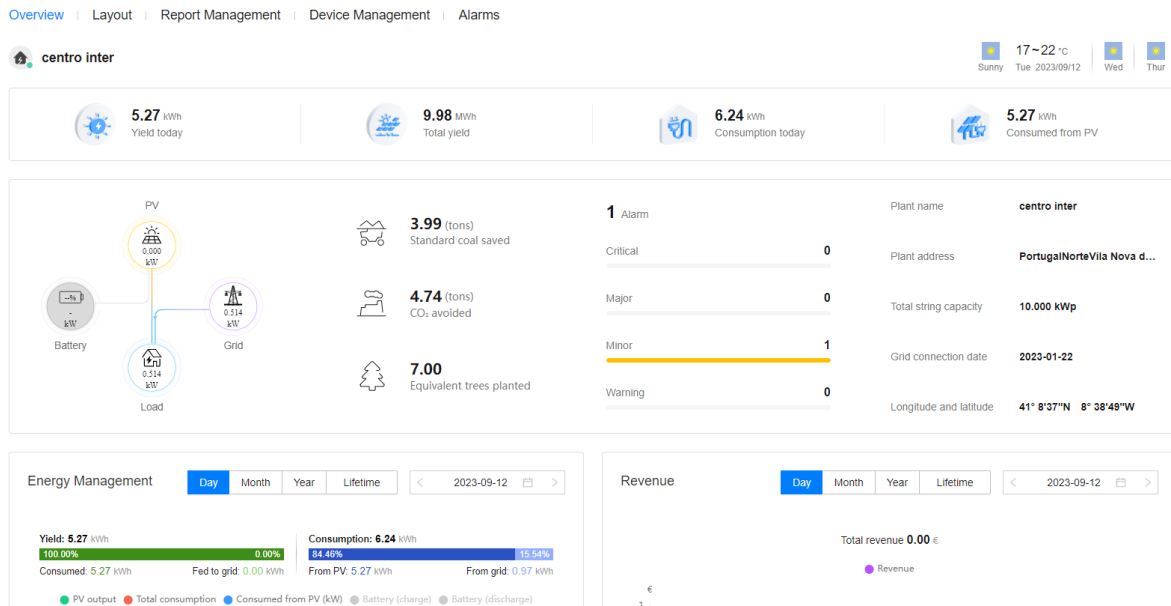 Overview Layout Report Management Device Management Alarms
centro inter
17~22 °C
Sunny Tue 2023/09/12 Wed Thur
5.27 kWh
Yield today
9.98 MWh
Total yield
6.24 kWh
Consumption today
5.27 kWh
Consumed from PV
PV
0.000
kW
--%
-
kW
Battery
0.514
kW
Grid
0.514
kW
Load
3.99 (tons)
Standard coal saved
4.74 (tons)
CO₂ avoided
7.00
Equivalent trees planted
1 Alarm
Critical 0
Major 0
Minor 1
Warning 0
Plant name centro inter
Plant address PortugalNorteVila Nova d...
Total string capacity 10.000 kWp
Grid connection date 2023-01-22
Longitude and latitude 41° 8'37"N 8° 38'49"W
Energy Management Day Month Year Lifetime < 2023-09-12 >
Yield: 5.27 kWh
100.00% 0.00%
Consumed: 5.27 kWh Fed to grid: 0.00 kWh
Consumption: 6.24 kWh
84.46% 15.54%
From PV: 5.27 kWh From grid: 0.97 kWh
PV output Total consumption Consumed from PV (kW) Battery (charge) Battery (discharge)
Revenue Day Month Year Lifetime < 2023-09-12 >
Total revenue 0.00 €
Revenue
€
1